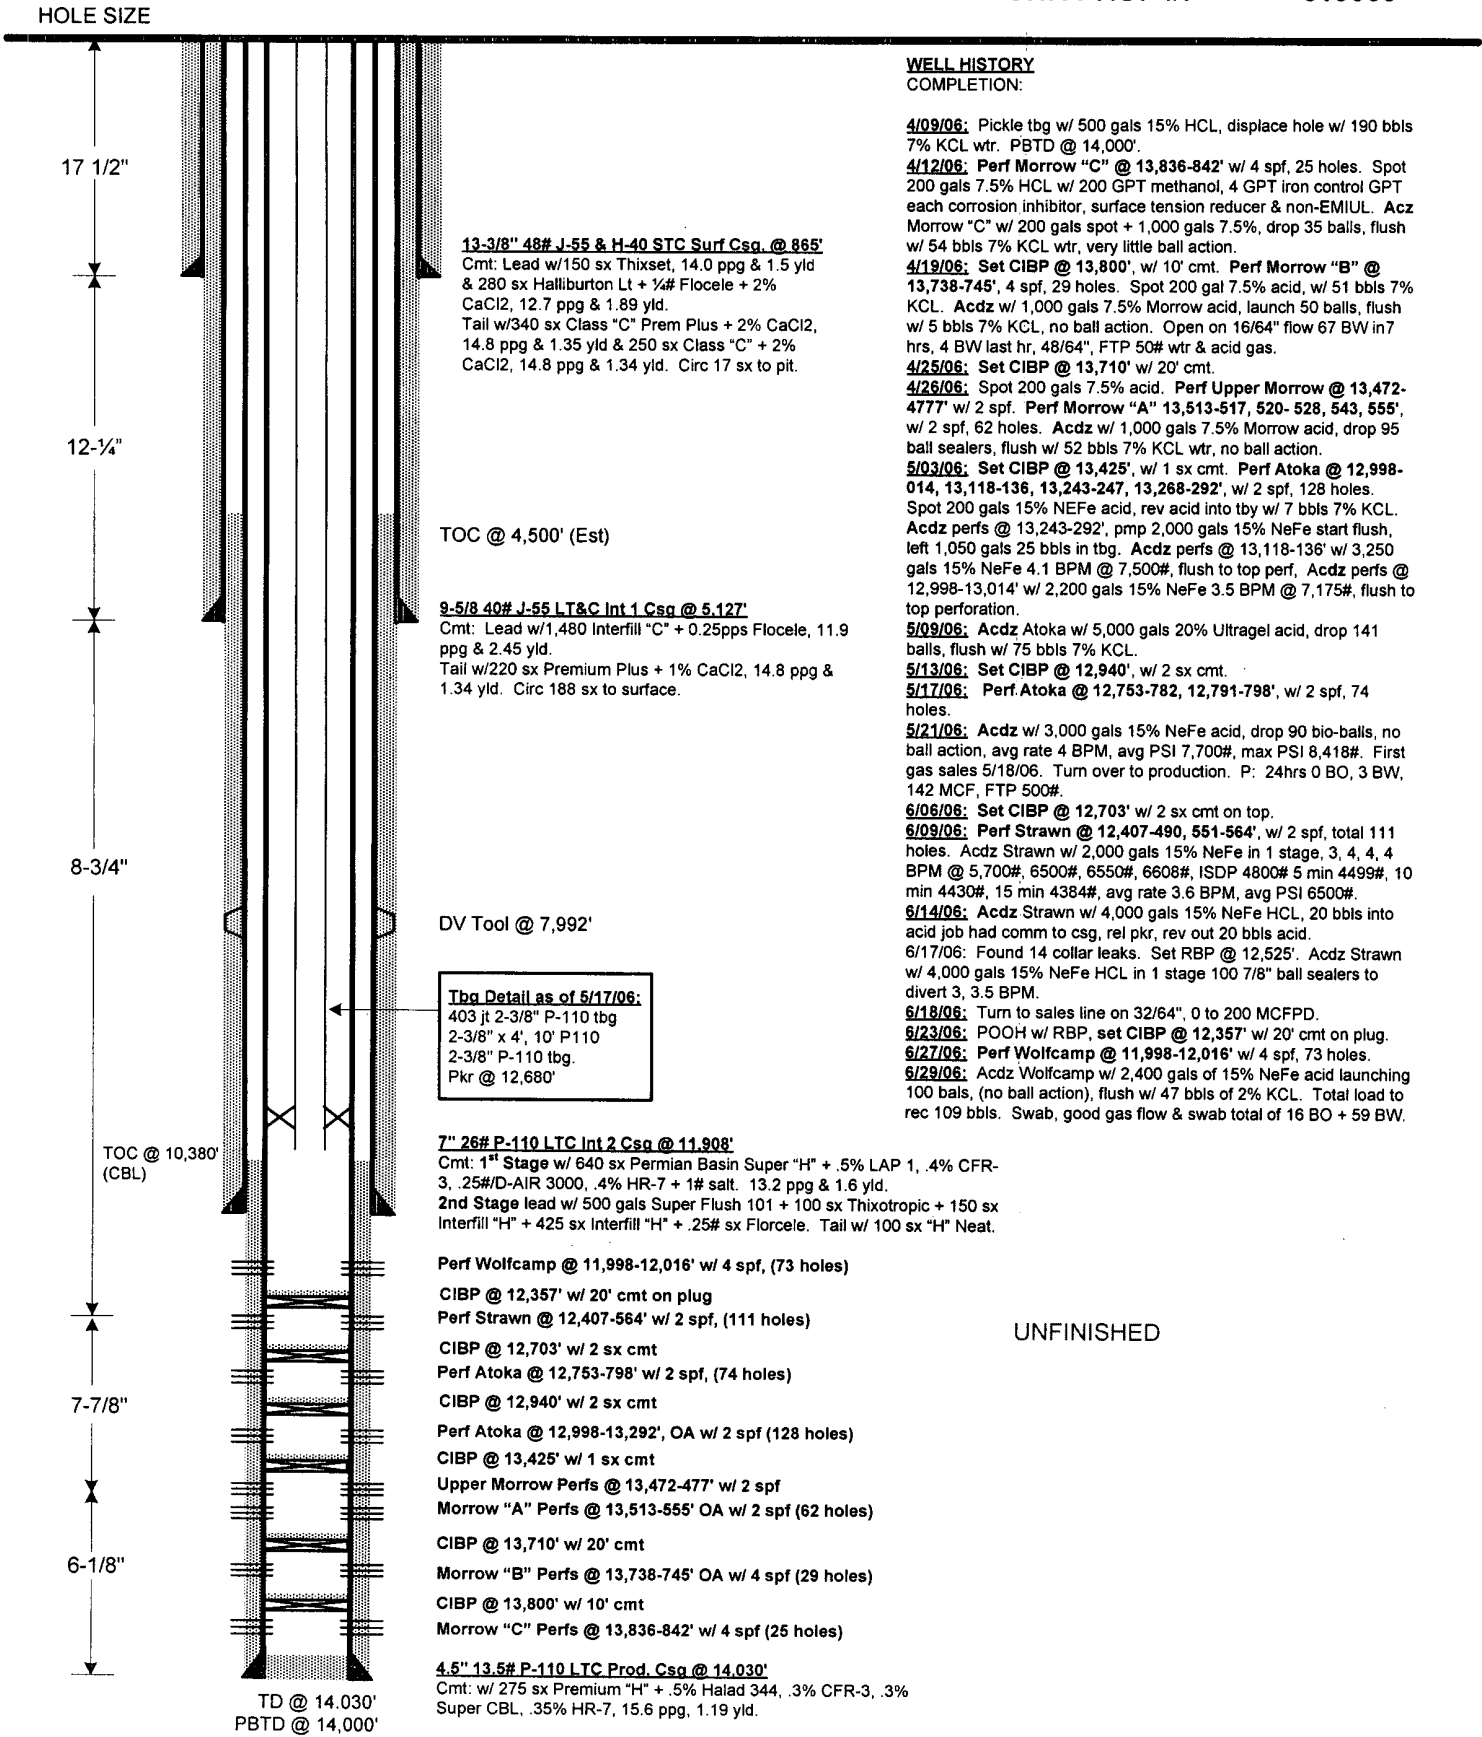 HOLE SIZE
17 1/2"
12-¼"
8-3/4"
7-7/8"
6-1/8"
13-3/8" 48# J-55 & H-40 STC Surf Csg. @ 865'
Cmt: Lead w/150 sx Thixset, 14.0 ppg & 1.5 yld
& 280 sx Halliburton Lt + ¼# Flocele + 2%
CaCl2, 12.7 ppg & 1.89 yld.
Tail w/340 sx Class "C" Prem Plus + 2% CaCl2,
14.8 ppg & 1.35 yld & 250 sx Class "C" + 2%
CaCl2, 14.8 ppg & 1.34 yld. Circ 17 sx to pit.
TOC @ 4,500' (Est)
9-5/8 40# J-55 LT&C Int 1 Csg @ 5,127'
Cmt: Lead w/1,480 Interfill "C" + 0.25pps Flocele, 11.9
ppg & 2.45 yld.
Tail w/220 sx Premium Plus + 1% CaCl2, 14.8 ppg &
1.34 yld. Circ 188 sx to surface.
DV Tool @ 7,992'
Tbg Detail as of 5/17/06:
403 jt 2-3/8" P-110 tbg
2-3/8" x 4', 10' P110
2-3/8" P-110 tbg.
Pkr @ 12,680'
TOC @ 10,380'
(CBL)
7" 26# P-110 LTC Int 2 Csg @ 11,908'
Cmt: 1st Stage w/ 640 sx Permian Basin Super "H" + .5% LAP 1, .4% CFR-
3, .25#/D-AIR 3000, .4% HR-7 + 1# salt. 13.2 ppg & 1.6 yld.
2nd Stage lead w/ 500 gals Super Flush 101 + 100 sx Thixotropic + 150 sx
Interfill "H" + 425 sx Interfill "H" + .25# sx Florcele. Tail w/ 100 sx "H" Neat.
Perf Wolfcamp @ 11,998-12,016' w/ 4 spf, (73 holes)
CIBP @ 12,357' w/ 20' cmt on plug
Perf Strawn @ 12,407-564' w/ 2 spf, (111 holes)
CIBP @ 12,703' w/ 2 sx cmt
Perf Atoka @ 12,753-798' w/ 2 spf, (74 holes)
CIBP @ 12,940' w/ 2 sx cmt
Perf Atoka @ 12,998-13,292', OA w/ 2 spf (128 holes)
CIBP @ 13,425' w/ 1 sx cmt
Upper Morrow Perfs @ 13,472-477' w/ 2 spf
Morrow "A" Perfs @ 13,513-555' OA w/ 2 spf (62 holes)
CIBP @ 13,710' w/ 20' cmt
Morrow "B" Perfs @ 13,738-745' OA w/ 4 spf (29 holes)
CIBP @ 13,800' w/ 10' cmt
Morrow "C" Perfs @ 13,836-842' w/ 4 spf (25 holes)
4.5" 13.5# P-110 LTC Prod. Csg @ 14,030'
Cmt: w/ 275 sx Premium "H" + .5% Halad 344, .3% CFR-3, .3%
Super CBL, .35% HR-7, 15.6 ppg, 1.19 yld.
TD @ 14.030'
PBTD @ 14,000'
WELL HISTORY
COMPLETION:
4/09/06: Pickle tbg w/ 500 gals 15% HCL, displace hole w/ 190 bbls
7% KCL wtr. PBTD @ 14,000'.
4/12/06: Perf Morrow "C" @ 13,836-842' w/ 4 spf, 25 holes. Spot
200 gals 7.5% HCL w/ 200 GPT methanol, 4 GPT iron control GPT
each corrosion inhibitor, surface tension reducer & non-EMIUL. Acz
Morrow "C" w/ 200 gals spot + 1,000 gals 7.5%, drop 35 balls, flush
w/ 54 bbls 7% KCL wtr, very little ball action.
4/19/06: Set CIBP @ 13,800', w/ 10' cmt. Perf Morrow "B" @
13,738-745', 4 spf, 29 holes. Spot 200 gal 7.5% acid, w/ 51 bbls 7%
KCL. Acdz w/ 1,000 gals 7.5% Morrow acid, launch 50 balls, flush
w/ 5 bbls 7% KCL, no ball action. Open on 16/64" flow 67 BW in7
hrs, 4 BW last hr, 48/64", FTP 50# wtr & acid gas.
4/25/06: Set CIBP @ 13,710' w/ 20' cmt.
4/26/06: Spot 200 gals 7.5% acid. Perf Upper Morrow @ 13,472-
4777' w/ 2 spf. Perf Morrow "A" 13,513-517, 520- 528, 543, 555',
w/ 2 spf, 62 holes. Acdz w/ 1,000 gals 7.5% Morrow acid, drop 95
ball sealers, flush w/ 52 bbls 7% KCL wtr, no ball action.
5/03/06: Set CIBP @ 13,425', w/ 1 sx cmt. Perf Atoka @ 12,998-
014, 13,118-136, 13,243-247, 13,268-292', w/ 2 spf, 128 holes.
Spot 200 gals 15% NEFe acid, rev acid into tby w/ 7 bbls 7% KCL.
Acdz perfs @ 13,243-292', pmp 2,000 gals 15% NeFe start flush,
left 1,050 gals 25 bbls in tbg. Acdz perfs @ 13,118-136' w/ 3,250
gals 15% NeFe 4.1 BPM @ 7,500#, flush to top perf, Acdz perfs @
12,998-13,014' w/ 2,200 gals 15% NeFe 3.5 BPM @ 7,175#, flush to
top perforation.
5/09/06: Acdz Atoka w/ 5,000 gals 20% Ultragel acid, drop 141
balls, flush w/ 75 bbls 7% KCL.
5/13/06: Set CIBP @ 12,940', w/ 2 sx cmt.
5/17/06: Perf Atoka @ 12,753-782, 12,791-798', w/ 2 spf, 74
holes.
5/21/06: Acdz w/ 3,000 gals 15% NeFe acid, drop 90 bio-balls, no
ball action, avg rate 4 BPM, avg PSI 7,700#, max PSI 8,418#. First
gas sales 5/18/06. Turn over to production. P: 24hrs 0 BO, 3 BW,
142 MCF, FTP 500#.
6/06/06: Set CIBP @ 12,703' w/ 2 sx cmt on top.
6/09/06: Perf Strawn @ 12,407-490, 551-564', w/ 2 spf, total 111
holes. Acdz Strawn w/ 2,000 gals 15% NeFe in 1 stage, 3, 4, 4, 4
BPM @ 5,700#, 6500#, 6550#, 6608#, ISDP 4800# 5 min 4499#, 10
min 4430#, 15 min 4384#, avg rate 3.6 BPM, avg PSI 6500#.
6/14/06: Acdz Strawn w/ 4,000 gals 15% NeFe HCL, 20 bbls into
acid job had comm to csg, rel pkr, rev out 20 bbls acid.
6/17/06: Found 14 collar leaks. Set RBP @ 12,525'. Acdz Strawn
w/ 4,000 gals 15% NeFe HCL in 1 stage 100 7/8" ball sealers to
divert 3, 3.5 BPM.
6/18/06: Turn to sales line on 32/64", 0 to 200 MCFPD.
6/23/06: POOH w/ RBP, set CIBP @ 12,357' w/ 20' cmt on plug.
6/27/06: Perf Wolfcamp @ 11,998-12,016' w/ 4 spf, 73 holes.
6/29/06: Acdz Wolfcamp w/ 2,400 gals of 15% NeFe acid launching
100 bals, (no ball action), flush w/ 47 bbls of 2% KCL. Total load to
rec 109 bbls. Swab, good gas flow & swab total of 16 BO + 59 BW.
UNFINISHED